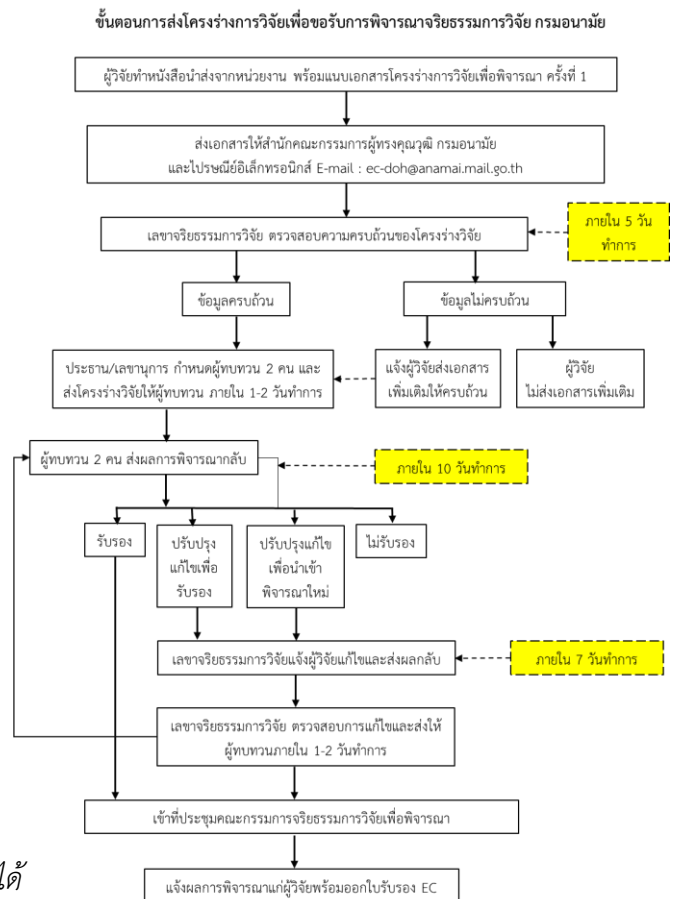 ขั้นตอนการส่งโครงร่างการวิจัยเพื่อขอรับการพิจารณาจริยธรรมการวิจัย กรมอนามัย
ผู้วิจัยทำหนังสือนำส่งจากหน่วยงาน พร้อมแนบเอกสารโครงร่างการวิจัยเพื่อพิจารณา ครั้งที่ 1
ส่งเอกสารให้สำนักคณะกรรมการผู้ทรงคุณวุฒิ กรมอนามัย
และไปรษณีย์อิเล็กทรอนิกส์ E-mail : ec-doh@anamai.mail.go.th
ภายใน 5 วัน
ทำการ
เลขาจริยธรรมการวิจัย ตรวจสอบความครบถ้วนของโครงร่างวิจัย
ข้อมูลครบถ้วน
ข้อมูลไม่ครบถ้วน
ประธาน/เลขานุการ กำหนดผู้ทบทวน 2 คน และ
ส่งโครงร่างวิจัยให้ผู้ทบทวน ภายใน 1-2 วันทำการ
แจ้งผู้วิจัยส่งเอกสาร
เพิ่มเติมให้ครบถ้วน
ผู้วิจัย
ไม่ส่งเอกสารเพิ่มเติม
ผู้ทบทวน 2 คน ส่งผลการพิจารณากลับ
ภายใน 10 วันทำการ
รับรอง
ปรับปรุง
แก้ไขเพื่อ
รับรอง
ปรับปรุงแก้ไข
เพื่อนำเข้า
พิจารณาใหม่
ไม่รับรอง
เลขาจริยธรรมการวิจัยแจ้งผู้วิจัยแก้ไขและส่งผลกลับ
ภายใน 7 วันทำการ
เลขาจริยธรรมการวิจัย ตรวจสอบการแก้ไขและส่งให้
ผู้ทบทวนภายใน 1-2 วันทำการ
เข้าที่ประชุมคณะกรรมการจริยธรรมการวิจัยเพื่อพิจารณา
แจ้งผลการพิจารณาแก่ผู้วิจัยพร้อมออกใบรับรอง EC